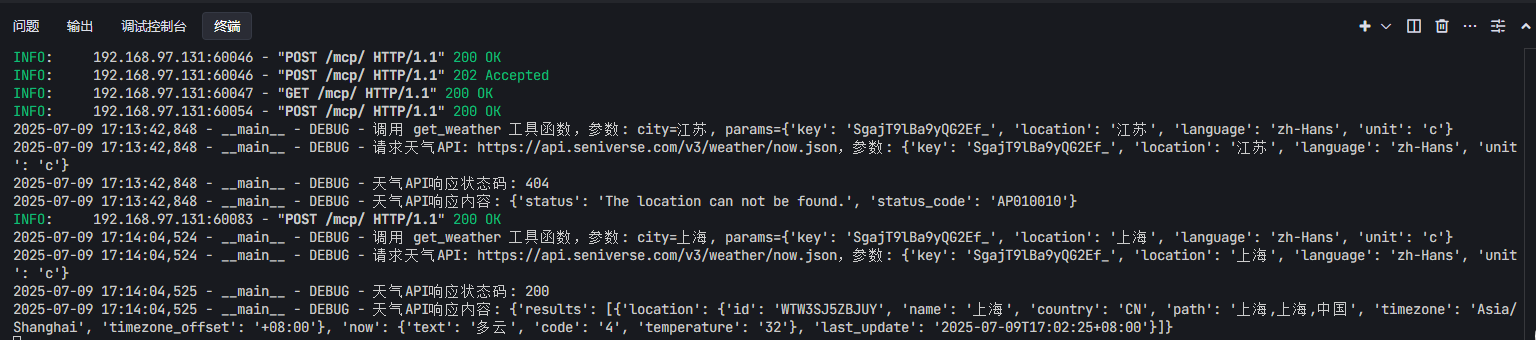 问题 输出 调试控制台 终端
INFO: 192.168.97.131:60046 - "POST /mcp/ HTTP/1.1" 200 OK
INFO: 192.168.97.131:60046 - "POST /mcp/ HTTP/1.1" 202 Accepted
INFO: 192.168.97.131:60047 - "GET /mcp/ HTTP/1.1" 200 OK
INFO: 192.168.97.131:60054 - "POST /mcp/ HTTP/1.1" 200 OK
2025-07-09 17:13:42,848 - __main__ - DEBUG - 调用 get_weather 工具函数，参数: city=江苏, params={'key': 'SgajT9lBa9yQG2Ef_', 'location': '江苏', 'language': 'zh-Hans', 'unit': 'c'}
2025-07-09 17:13:42,848 - __main__ - DEBUG - 请求天气API: https://api.seniverse.com/v3/weather/now.json，参数: {'key': 'SgajT9lBa9yQG2Ef_', 'location': '江苏', 'language': 'zh-Hans', 'unit
': 'c'}
2025-07-09 17:13:42,848 - __main__ - DEBUG - 天气API响应状态码: 404
2025-07-09 17:13:42,848 - __main__ - DEBUG - 天气API响应内容: {'status': 'The location can not be found.', 'status_code': 'AP010010'}
INFO: 192.168.97.131:60083 - "POST /mcp/ HTTP/1.1" 200 OK
2025-07-09 17:14:04,524 - __main__ - DEBUG - 调用 get_weather 工具函数，参数: city=上海, params={'key': 'SgajT9lBa9yQG2Ef_', 'location': '上海', 'language': 'zh-Hans', 'unit': 'c'}
2025-07-09 17:14:04,524 - __main__ - DEBUG - 请求天气API: https://api.seniverse.com/v3/weather/now.json，参数: {'key': 'SgajT9lBa9yQG2Ef_', 'location': '上海', 'language': 'zh-Hans', 'unit
': 'c'}
2025-07-09 17:14:04,525 - __main__ - DEBUG - 天气API响应状态码: 200
2025-07-09 17:14:04,525 - __main__ - DEBUG - 天气API响应内容: {'results': [{'location': {'id': 'WTW3SJ5ZBJUY', 'name': '上海', 'country': 'CN', 'path': '上海,上海,中国', 'timezone': 'Asia/
Shanghai', 'timezone_offset': '+08:00'}, 'now': {'text': '多云', 'code': '4', 'temperature': '32'}, 'last_update': '2025-07-09T17:02:25+08:00'}]}